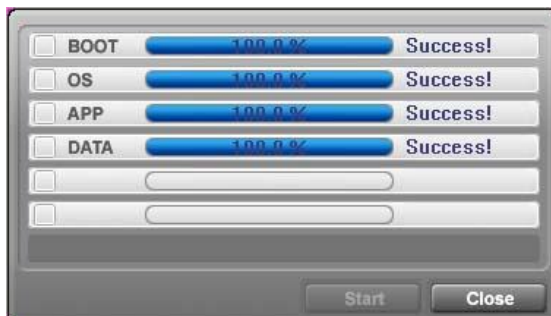 BOOT 100.0 % Success!
OS 100.0 % Success!
APP 100.0 % Success!
DATA 100.0 % Success!
Start Close